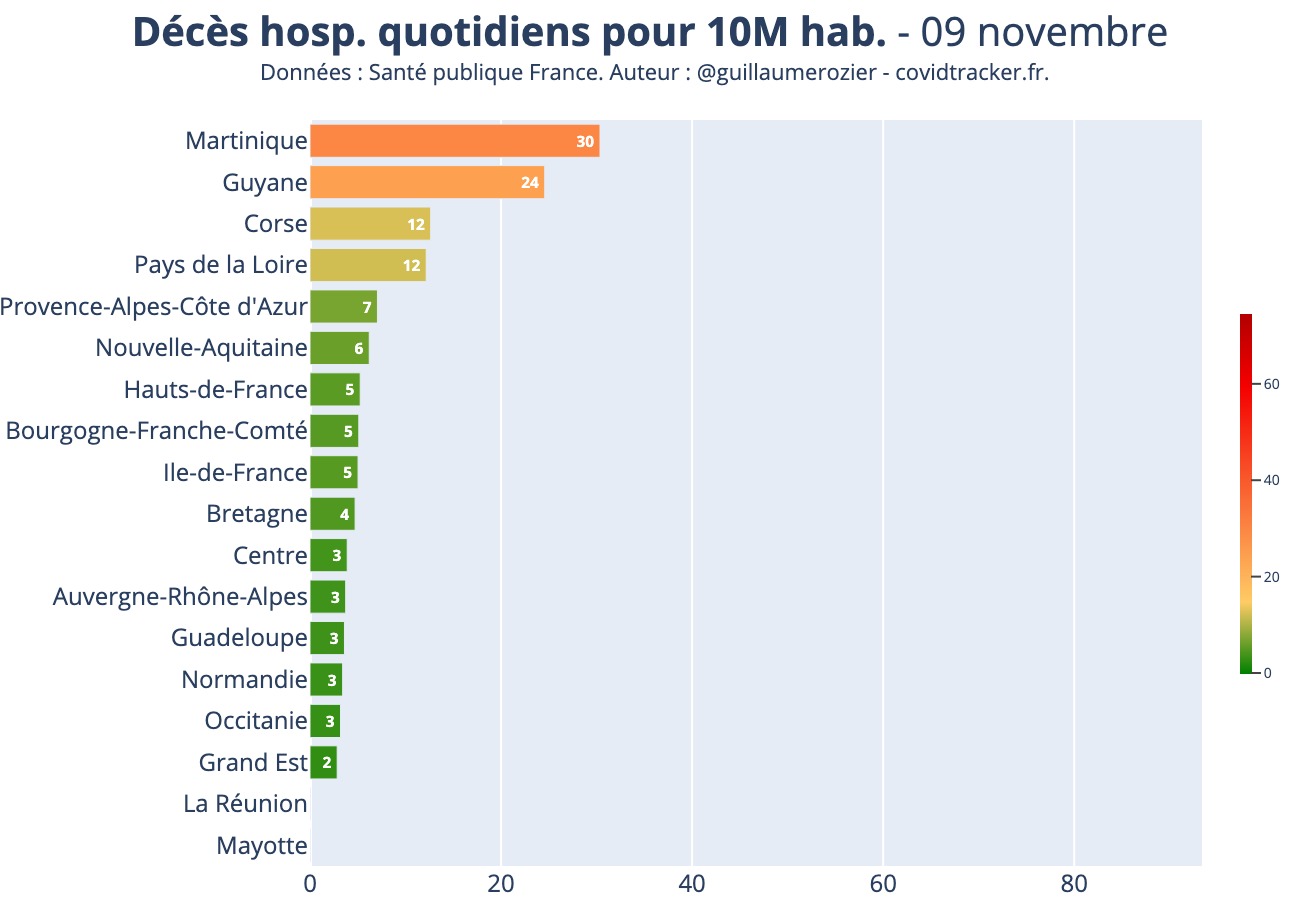 Décès hosp. quotidiens pour 10M hab. - 09 novembre
Données : Santé publique France. Auteur : @guillaumerozier - covidtracker.fr.
Martinique 30
Guyane 24
Corse 12
Pays de la Loire 12
Provence-Alpes-Côte d'Azur 7
Nouvelle-Aquitaine 6
Hauts-de-France 5
Bourgogne-Franche-Comté 5
Ile-de-France 5
Bretagne 4
Centre 3
Auvergne-Rhône-Alpes 3
Guadeloupe 3
Normandie 3
Occitanie 3
Grand Est 2
La Réunion
Mayotte
0 20 40 60 80
60
40
20
0